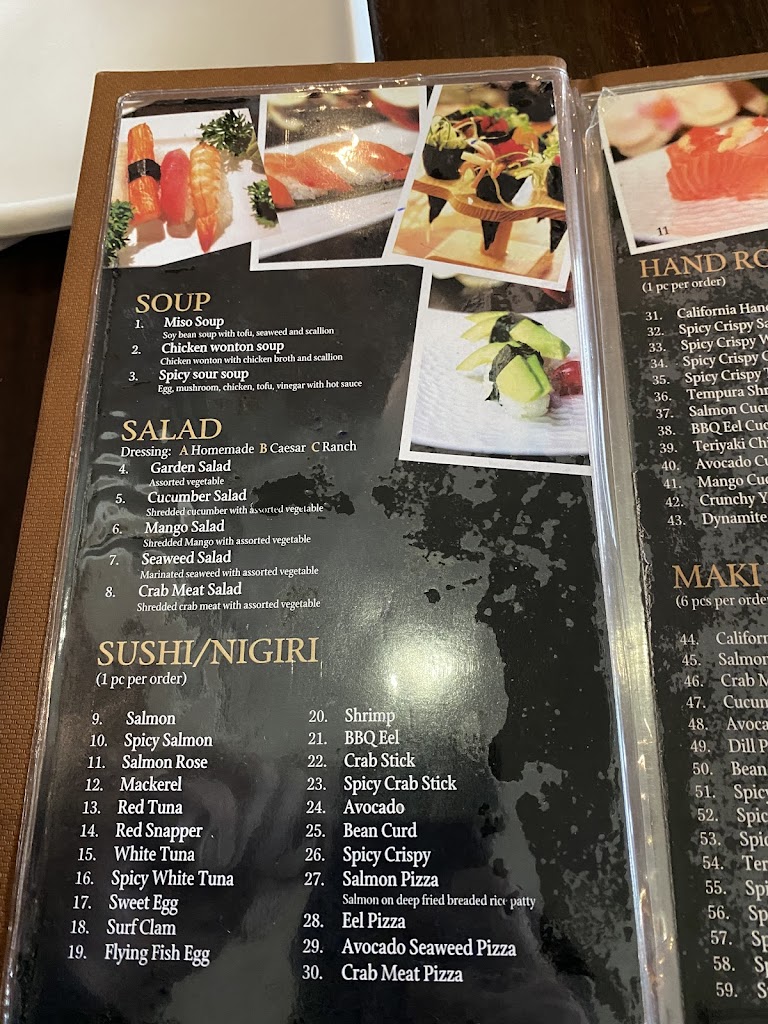 SOUP
1. Miso Soup
Soy bean soup with tofu, seaweed and scallion
2. Chicken wonton soup
Chicken wonton with chicken broth and scallion
3. Spicy sour soup
Egg, mushroom, chicken, tofu, vinegar with hot sauce
SALAD
Dressing: A Homemade B Caesar C Ranch
4. Garden Salad
Assorted vegetable
5. Cucumber Salad
Shredded cucumber with assorted vegetable
6. Mango Salad
Shredded Mango with assorted vegetable
7. Seaweed Salad
Marinated seaweed with assorted vegetable
8. Crab Meat Salad
Shredded crab meat with assorted vegetable
SUSHI/NIGIRI
(1 pc per order)
9. Salmon
10. Spicy Salmon
11. Salmon Rose
12. Mackerel
13. Red Tuna
14. Red Snapper
15. White Tuna
16. Spicy White Tuna
17. Sweet Egg
18. Surf Clam
19. Flying Fish Egg
20. Shrimp
21. BBQ Eel
22. Crab Stick
23. Spicy Crab Stick
24. Avocado
25. Bean Curd
26. Spicy Crispy
27. Salmon Pizza
Salmon on deep fried breaded rice patty
28. Eel Pizza
29. Avocado Seaweed Pizza
30. Crab Meat Pizza
11
HAND RO
(1 pc per order)
31. California Han
32. Spicy Crispy Sa
33. Spicy Crispy W
34. Spicy Crispy
35. Spicy Crispy
36. Tempura Shr
37. Salmon Cucu
38. BBQ Eel Cuc
39. Teriyaki Chi
40. Avocado Cu
41. Mango Cuc
42. Crunchy Y
43. Dynamite
MAKI
(6 pcs per orde
44. Californ
45. Salmon
46. Crab M
47. Cucun
48. Avoca
49. Dill P
50. Bean
51. Spicy
52. Spic
53. Spic
54. Ter
55. Spi
56. Sp
57. Sp
58. Sp
59. S